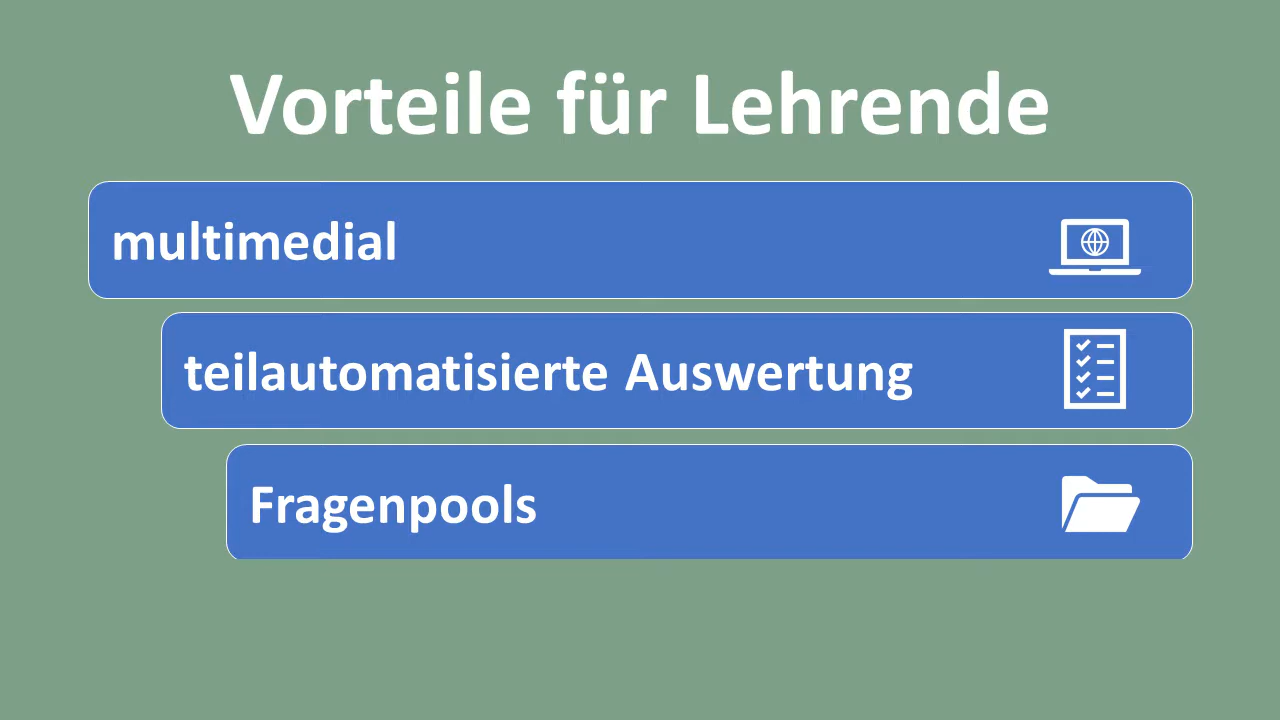 Vorteile für Lehrende
multimedial
teilautomatisierte Auswertung
Fragenpools